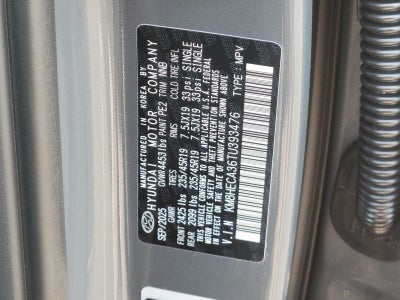 MANUFACTURED IN KOREA BY
HYUNDAI MOTOR COMPANY
GVWR 4453lbs PAINT PE2 TRIM NNB
SEP/2025 TIRES RIMS COLD TIRE INFL
GAWR
FRONT 2425lbs 235/45R19 7.5JX19 33psi SINGLE
REAR 2099lbs 235/45R19 7.5JX19 33psi SINGLE
THIS VEHICLE CONFORMS TO ALL APPLICABLE U.S.A. FEDERAL
MOTOR VEHICLE SAFETY, BUMPER AND THEFT PREVENTION STANDARDS
IN EFFECT ON THE DATE OF MANUFACTURE SHOWN ABOVE
V.I.N KM8HECA36TU393476 TYPE: MPV